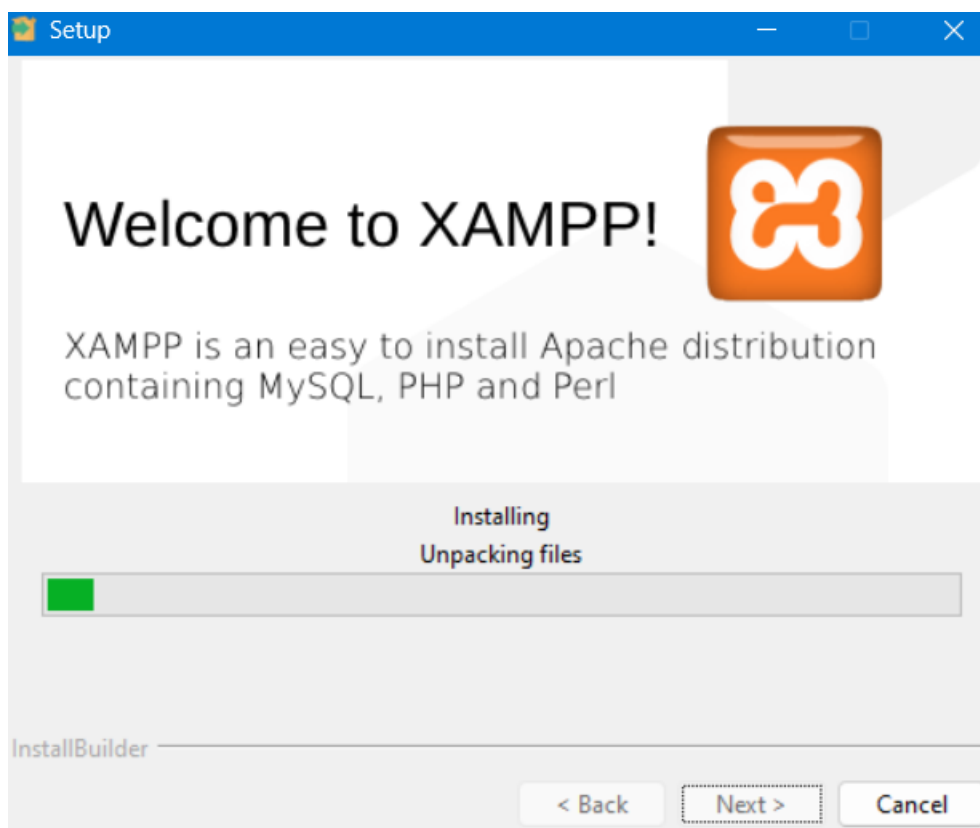 Setup
Welcome to XAMPP!
XAMPP is an easy to install Apache distribution
containing MySQL, PHP and Perl
Installing
Unpacking files
InstallBuilder
< Back Next > Cancel